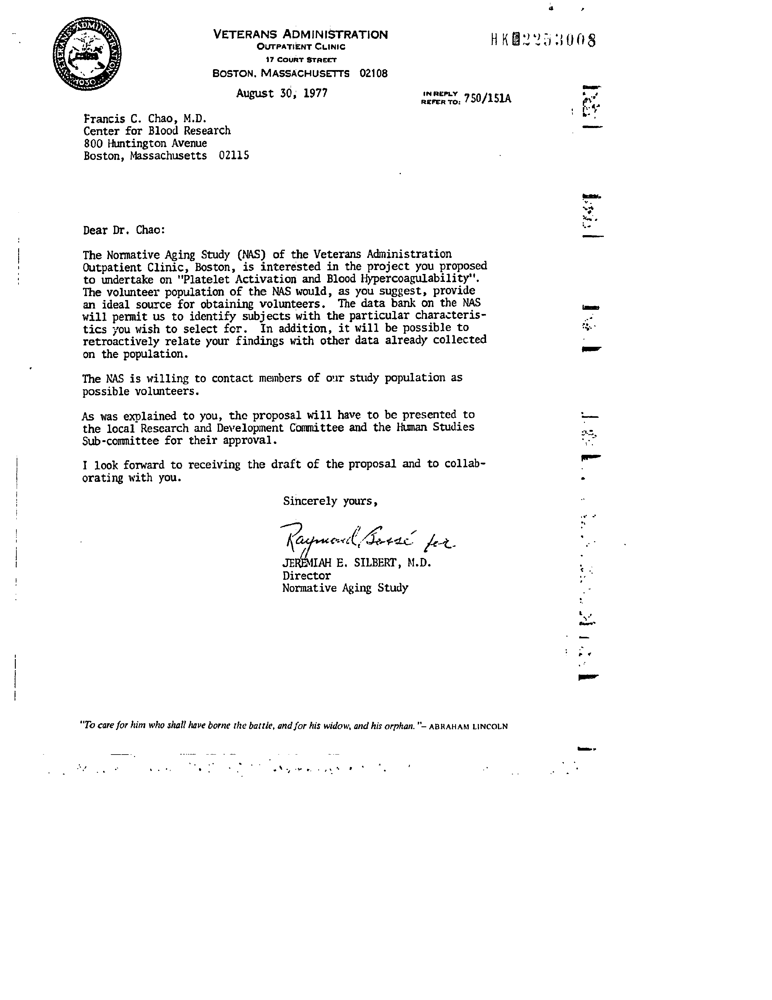 VETERANS ADMINISTRATION
OUTPATIENT CLINIC
17 COURT STREET
BOSTON, MASSACHUSETTS 02108
August 30, 1977
IN REPLY
REFER TO: 750/151A
Francis C. Chao, M.D.
Center for Blood Research
800 Huntington Avenue
Boston, Massachusetts 02115
Dear Dr. Chao:
The Normative Aging Study (NAS) of the Veterans Administration
Outpatient Clinic, Boston, is interested in the project you proposed
to undertake on "Platelet Activation and Blood Hypercoagulability".
The volunteer population of the NAS would, as you suggest, provide
an ideal source for obtaining volunteers. The data bank on the NAS
will permit us to identify subjects with the particular characteris-
tics you wish to select for. In addition, it will be possible to
retroactively relate your findings with other data already collected
on the population.
The NAS is willing to contact members of our study population as
possible volunteers.
As was explained to you, the proposal will have to be presented to
the local Research and Development Committee and the Human Studies
Sub-committee for their approval.
I look forward to receiving the draft of the proposal and to collab-
orating with you.
Sincerely yours,
Raymond Bossé for
JEREMIAH E. SILBERT, M.D.
Director
Normative Aging Study
"To care for him who shall have borne the battle, and for his widow, and his orphan."– ABRAHAM LINCOLN